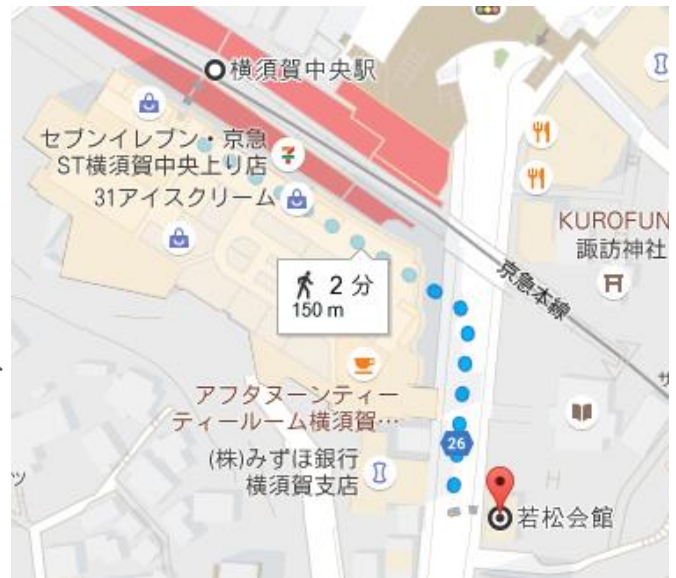 横須賀中央駅
セブンイレブン・京急
ST横須賀中央上り店
31アイスクリーム
KUROFUN
諏訪神社
2 分
150 m
京急本線
アフタヌーンティー
ティールーム横須賀…
26
(株)みずほ銀行
横須賀支店
若松会館
サ
ツ
H